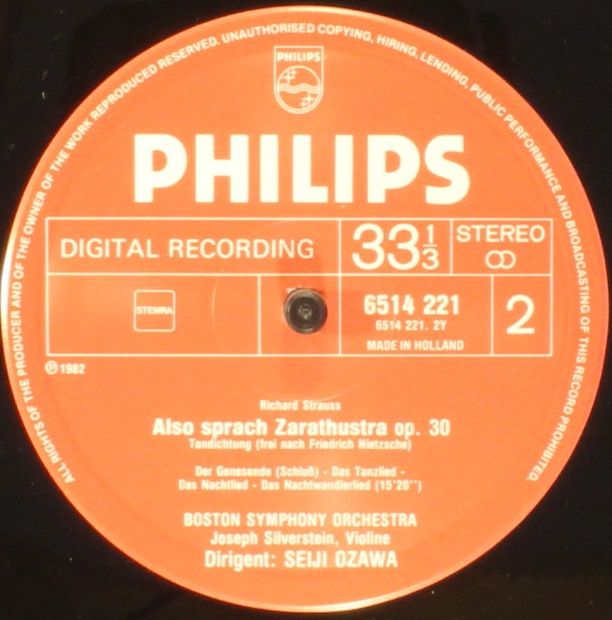 ALL RIGHTS OF THE PRODUCER AND OF THE OWNER OF THE WORK REPRODUCED RESERVED. UNAUTHORISED COPYING, HIRING, LENDING, PUBLIC PERFORMANCE AND BROADCASTING OF THIS RECORD PROHIBITED.
PHILIPS
PHILIPS
DIGITAL RECORDING
33 1/3
STEREO
STEMRA
6514 221
6514 221. 2Y
MADE IN HOLLAND
2
℗ 1982
Richard Strauss
Also sprach Zarathustra op. 30
Tondichtung (frei nach Friedrich Nietzsche)
Der Genesende (Schluß) - Das Tanzlied -
Das Nachtlied - Das Nachtwandlerlied (15'20'')
BOSTON SYMPHONY ORCHESTRA
Joseph Silverstein, Violine
Dirigent: SEIJI OZAWA